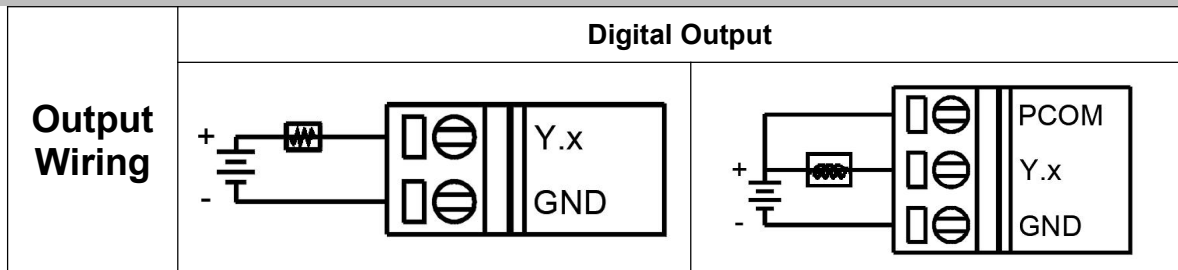 Digital Output
Output
Wiring
+
-
Y.x
GND
+
-
PCOM
Y.x
GND